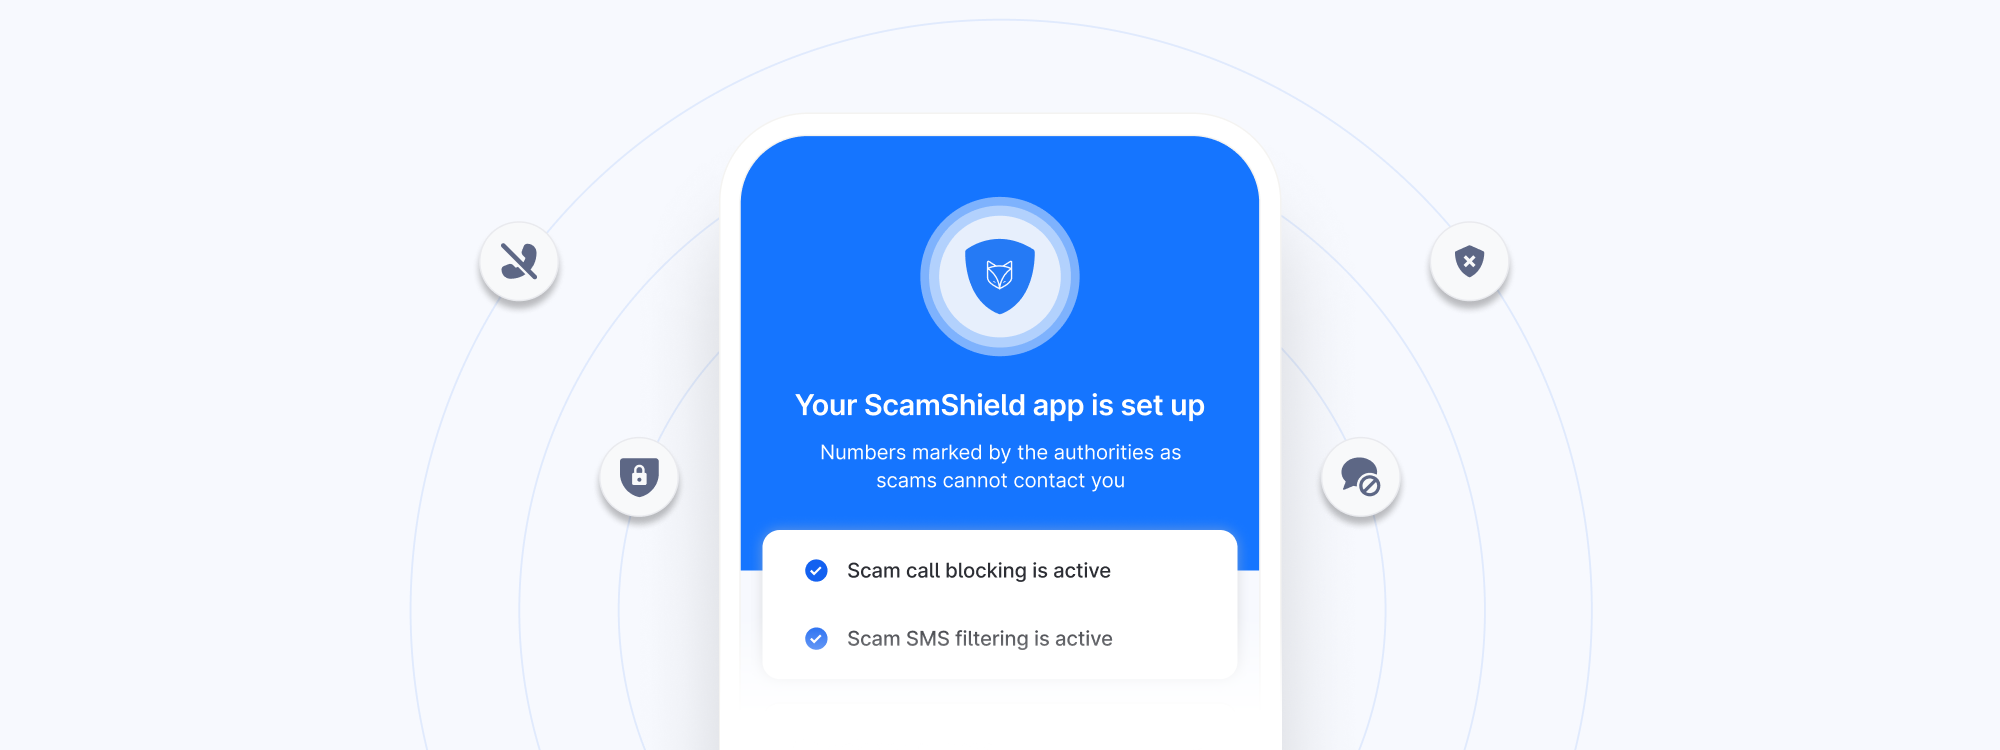 Your ScamShield app is set up
Numbers marked by the authorities as
scams cannot contact you
Scam call blocking is active
Scam SMS filtering is active